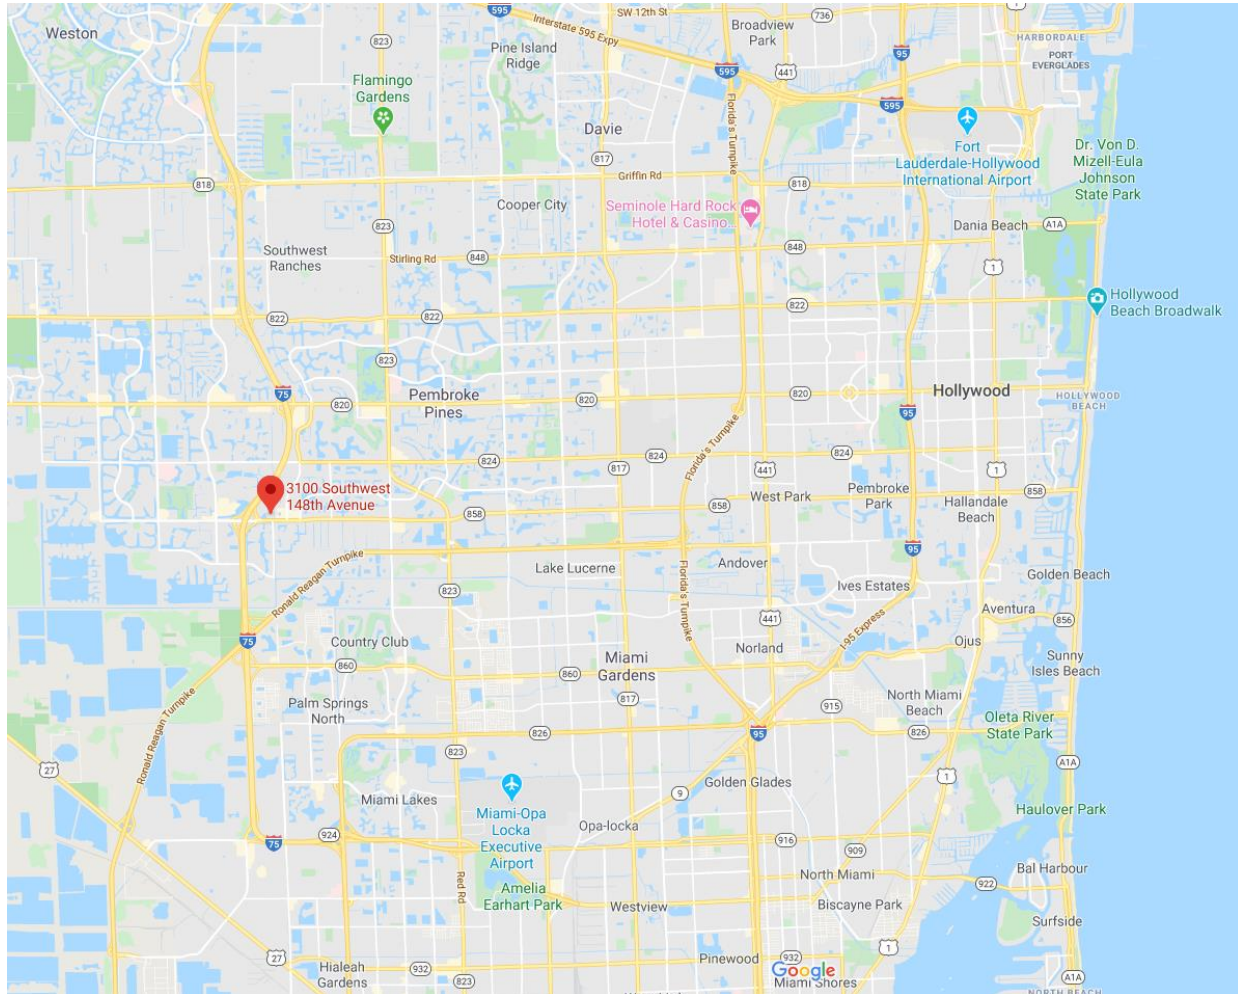 595
SW 12th St
736
1
Weston
823
Interstate 595 Expy
Broadview
Park
HARBORDALE
Pine Island
Ridge
95
PORT
EVERGLADES
Flamingo
Gardens
595
441
595
Florida's Turnpike
Davie
Fort
Lauderdale-Hollywood
International Airport
Dr. Von D.
Mizell-Eula
Johnson
State Park
817
818
Griffin Rd
818
Cooper City
Seminole Hard Rock
Hotel & Casino...
823
Dania Beach
A1A
Southwest
Ranches
Stirling Rd
848
848
1
Hollywood
Beach Broadwalk
822
822
822
823
75
Pembroke
Pines
820
820
820
Hollywood
HOLLYWOOD
BEACH
95
Florida's Turnpike
824
817
824
441
824
1
3100 Southwest
148th Avenue
West Park
Pembroke
Park
858
Hallandale
Beach
858
858
Ronald Reagan Turnpike
95
Lake Lucerne
Andover
Florida's Turnpike
Golden Beach
823
Ives Estates
441
Aventura
856
75
Country Club
I-95 Express
Norland
Ojus
Miami
Gardens
Sunny
Isles Beach
860
860
Palm Springs
North
817
915
North Miami
Beach
Oleta River
State Park
Ronald Reagan Turnpike
826
95
826
823
27
A1A
1
Golden Glades
Miami Lakes
9
Haulover Park
Miami-Opa
Locka
Executive
Airport
Opa-locka
924
75
916
909
Bal Harbour
North Miami
922
Red Rd
Amelia
Earhart Park
Westview
Biscayne Park
Surfside
1
27
Hialeah
Gardens
932
823
Pinewood
932
Google
Miami Shores
A1A
NORTH BEACH